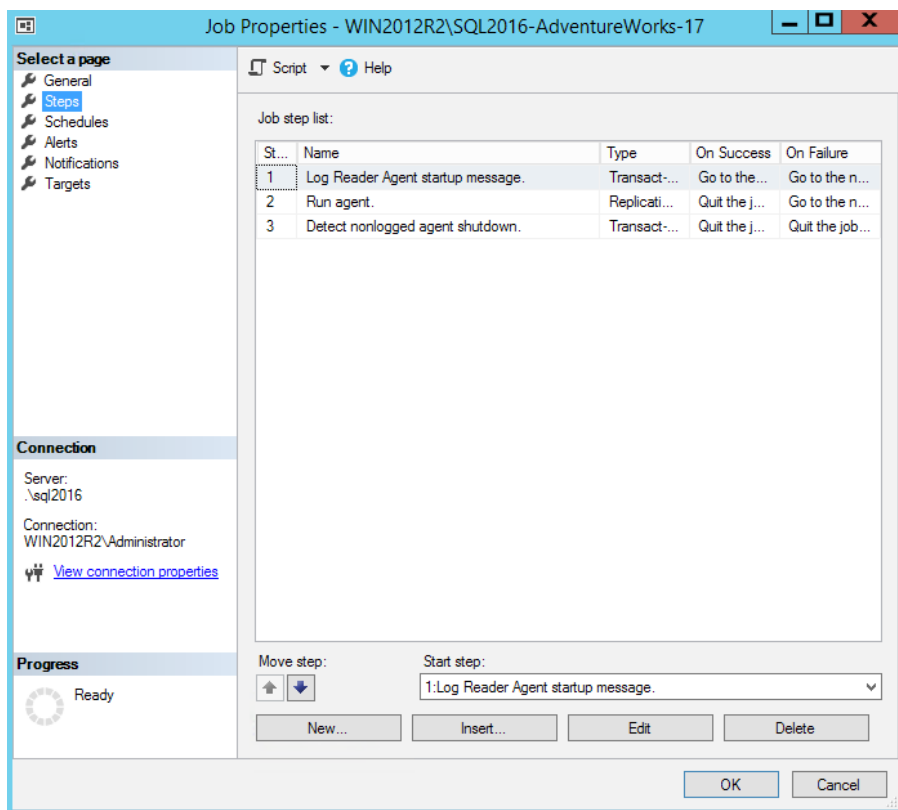 Job Properties - WIN2012R2\SQL2016-AdventureWorks-17
Select a page
General
Steps
Schedules
Alerts
Notifications
Targets
Script
Help
Job step list:
St... Name Type On Success On Failure
1 Log Reader Agent startup message. Transact-... Go to the... Go to the n...
2 Run agent. Replicati... Quit the j... Go to the n...
3 Detect nonlogged agent shutdown. Transact-... Quit the j... Quit the job...
Connection
Server:
.\sql2016
Connection:
WIN2012R2\Administrator
View connection properties
Progress
Ready
Move step:
Start step:
1:Log Reader Agent startup message.
New... Insert... Edit Delete
OK Cancel